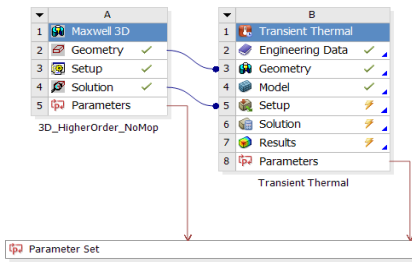 A
1 Maxwell 3D
2 Geometry
3 Setup
4 Solution
5 Parameters
3D_HigherOrder_NoMop
B
1 Transient Thermal
2 Engineering Data
3 Geometry
4 Model
5 Setup
6 Solution
7 Results
8 Parameters
Transient Thermal
Parameter Set